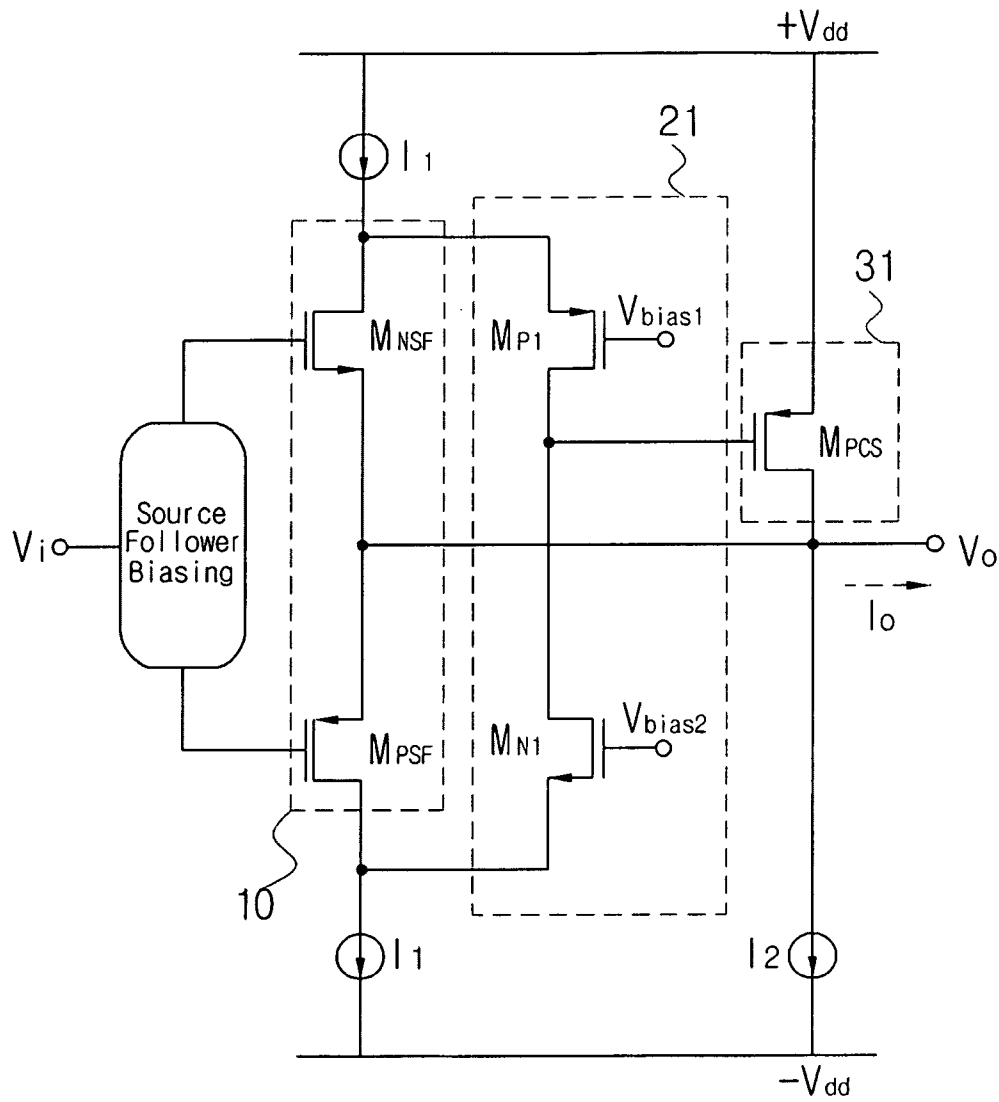 +Vdd
I1
21
31
MNSF
MP1
Vbias1
MPCS
Vi
Source
Follower
Biasing
Vo
Io
MPSF
MN1
Vbias2
10
I1
I2
−Vdd